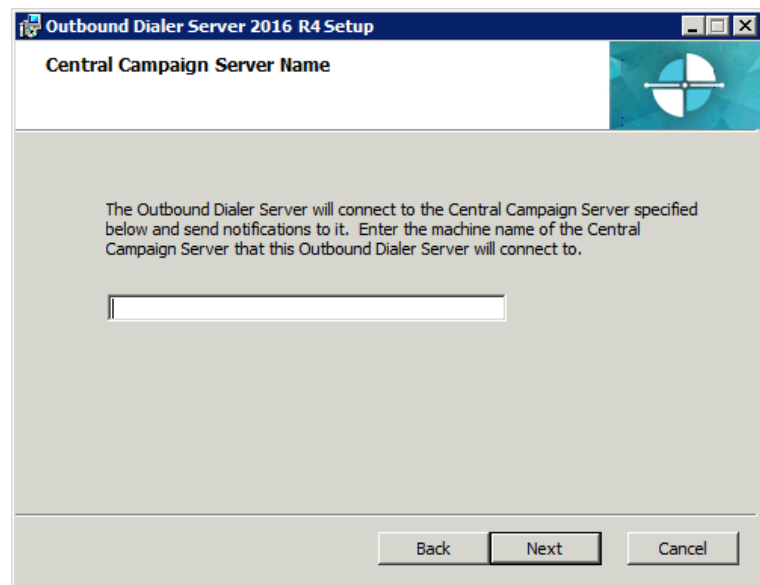 Outbound Dialer Server 2016 R4 Setup
Central Campaign Server Name
The Outbound Dialer Server will connect to the Central Campaign Server specified
below and send notifications to it.  Enter the machine name of the Central
Campaign Server that this Outbound Dialer Server will connect to.
Back Next Cancel